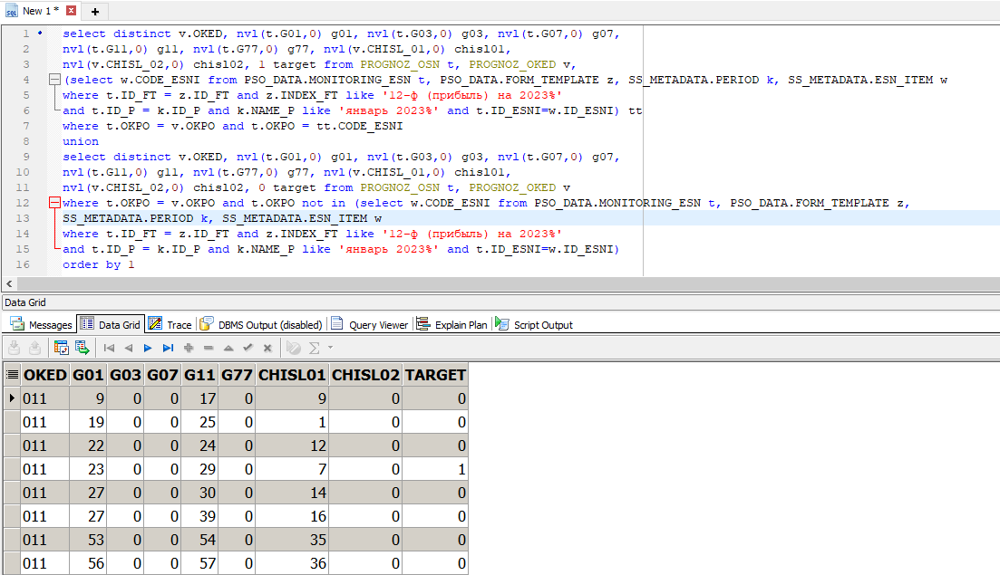 New 1 *
1 select distinct v.OKED, nvl(t.G01,0) g01, nvl(t.G03,0) g03, nvl(t.G07,0) g07,
2 nvl(t.G11,0) g11, nvl(t.G77,0) g77, nvl(v.CHISL_01,0) chisl01,
3 nvl(v.CHISL_02,0) chisl02, 1 target from PROGNOZ_OSN t, PROGNOZ_OKED v,
4 (select w.CODE_ESNI from PSO_DATA.MONITORING_ESN t, PSO_DATA.FORM_TEMPLATE z, SS_METADATA.PERIOD k, SS_METADATA.ESN_ITEM w
5 where t.ID_FT = z.ID_FT and z.INDEX_FT like '12-ф (прибыль) на 2023%'
6 and t.ID_P = k.ID_P and k.NAME_P like 'январь 2023%' and t.ID_ESNI=w.ID_ESNI) tt
7 where t.OKPO = v.OKPO and t.OKPO = tt.CODE_ESNI
8 union
9 select distinct v.OKED, nvl(t.G01,0) g01, nvl(t.G03,0) g03, nvl(t.G07,0) g07,
10 nvl(t.G11,0) g11, nvl(t.G77,0) g77, nvl(v.CHISL_01,0) chisl01,
11 nvl(v.CHISL_02,0) chisl02, 0 target from PROGNOZ_OSN t, PROGNOZ_OKED v
12 where t.OKPO = v.OKPO and t.OKPO not in (select w.CODE_ESNI from PSO_DATA.MONITORING_ESN t, PSO_DATA.FORM_TEMPLATE z,
13 SS_METADATA.PERIOD k, SS_METADATA.ESN_ITEM w
14 where t.ID_FT = z.ID_FT and z.INDEX_FT like '12-ф (прибыль) на 2023%'
15 and t.ID_P = k.ID_P and k.NAME_P like 'январь 2023%' and t.ID_ESNI=w.ID_ESNI)
16 order by 1
Data Grid
Messages Data Grid Trace DBMS Output (disabled) Query Viewer Explain Plan Script Output
OKED G01 G03 G07 G11 G77 CHISL01 CHISL02 TARGET
011 9 0 0 17 0 9 0 0
011 19 0 0 25 0 1 0 0
011 22 0 0 24 0 12 0 0
011 23 0 0 29 0 7 0 1
011 27 0 0 30 0 14 0 0
011 27 0 0 39 0 16 0 0
011 53 0 0 54 0 35 0 0
011 56 0 0 57 0 36 0 0